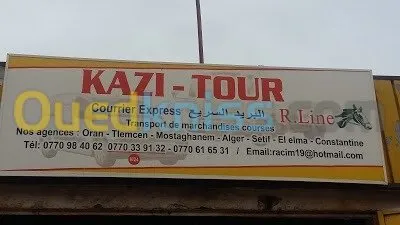 KAZI - TOUR
Courrier Express البريد السريع R.Line
Transport de marchandises courses
Nos agences : Oran - Tlemcen - Mostaghanem - Alger - Setif - El elma - Constantine
Tél: 0770 98 40 62 0770 33 91 32 - 0770 61 65 31 / Email:racim19@hotmail.com